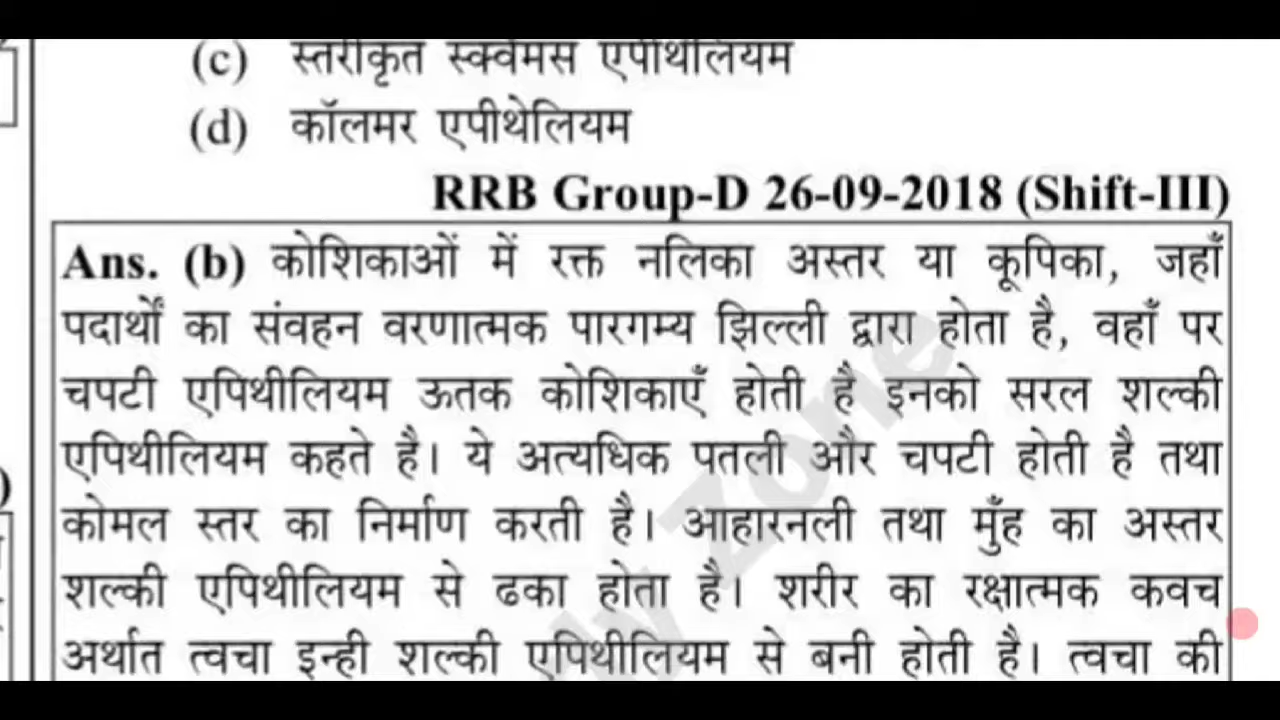 (c) स्तरीकृत स्क्वैमस एपीथीलियम
(d) कॉलमर एपीथेलियम
RRB Group-D 26-09-2018 (Shift-III)
Ans. (b) कोशिकाओं में रक्त नलिका अस्तर या कूपिका, जहाँ
पदार्थों का संवहन वरणात्मक पारगम्य झिल्ली द्वारा होता है, वहाँ पर
चपटी एपिथीलियम ऊतक कोशिकाएँ होती है इनको सरल शल्की
एपिथीलियम कहते है। ये अत्यधिक पतली और चपटी होती है तथा
कोमल स्तर का निर्माण करती है। आहारनली तथा मुँह का अस्तर
शल्की एपिथीलियम से ढका होता है। शरीर का रक्षात्मक कवच
अर्थात त्वचा इन्ही शल्की एपिथीलियम से बनी होती है। त्वचा की